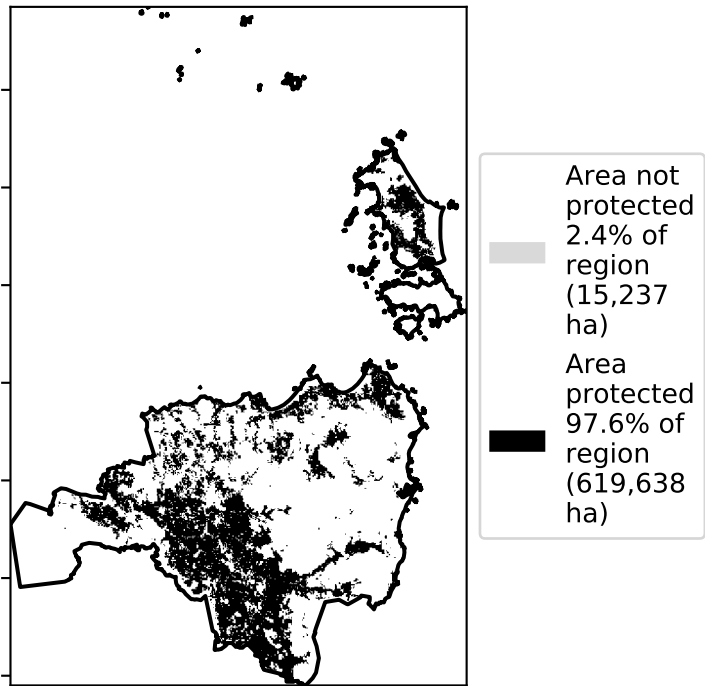 Area not
protected
2.4% of
region
(15,237
ha)
Area
protected
97.6% of
region
(619,638
ha)